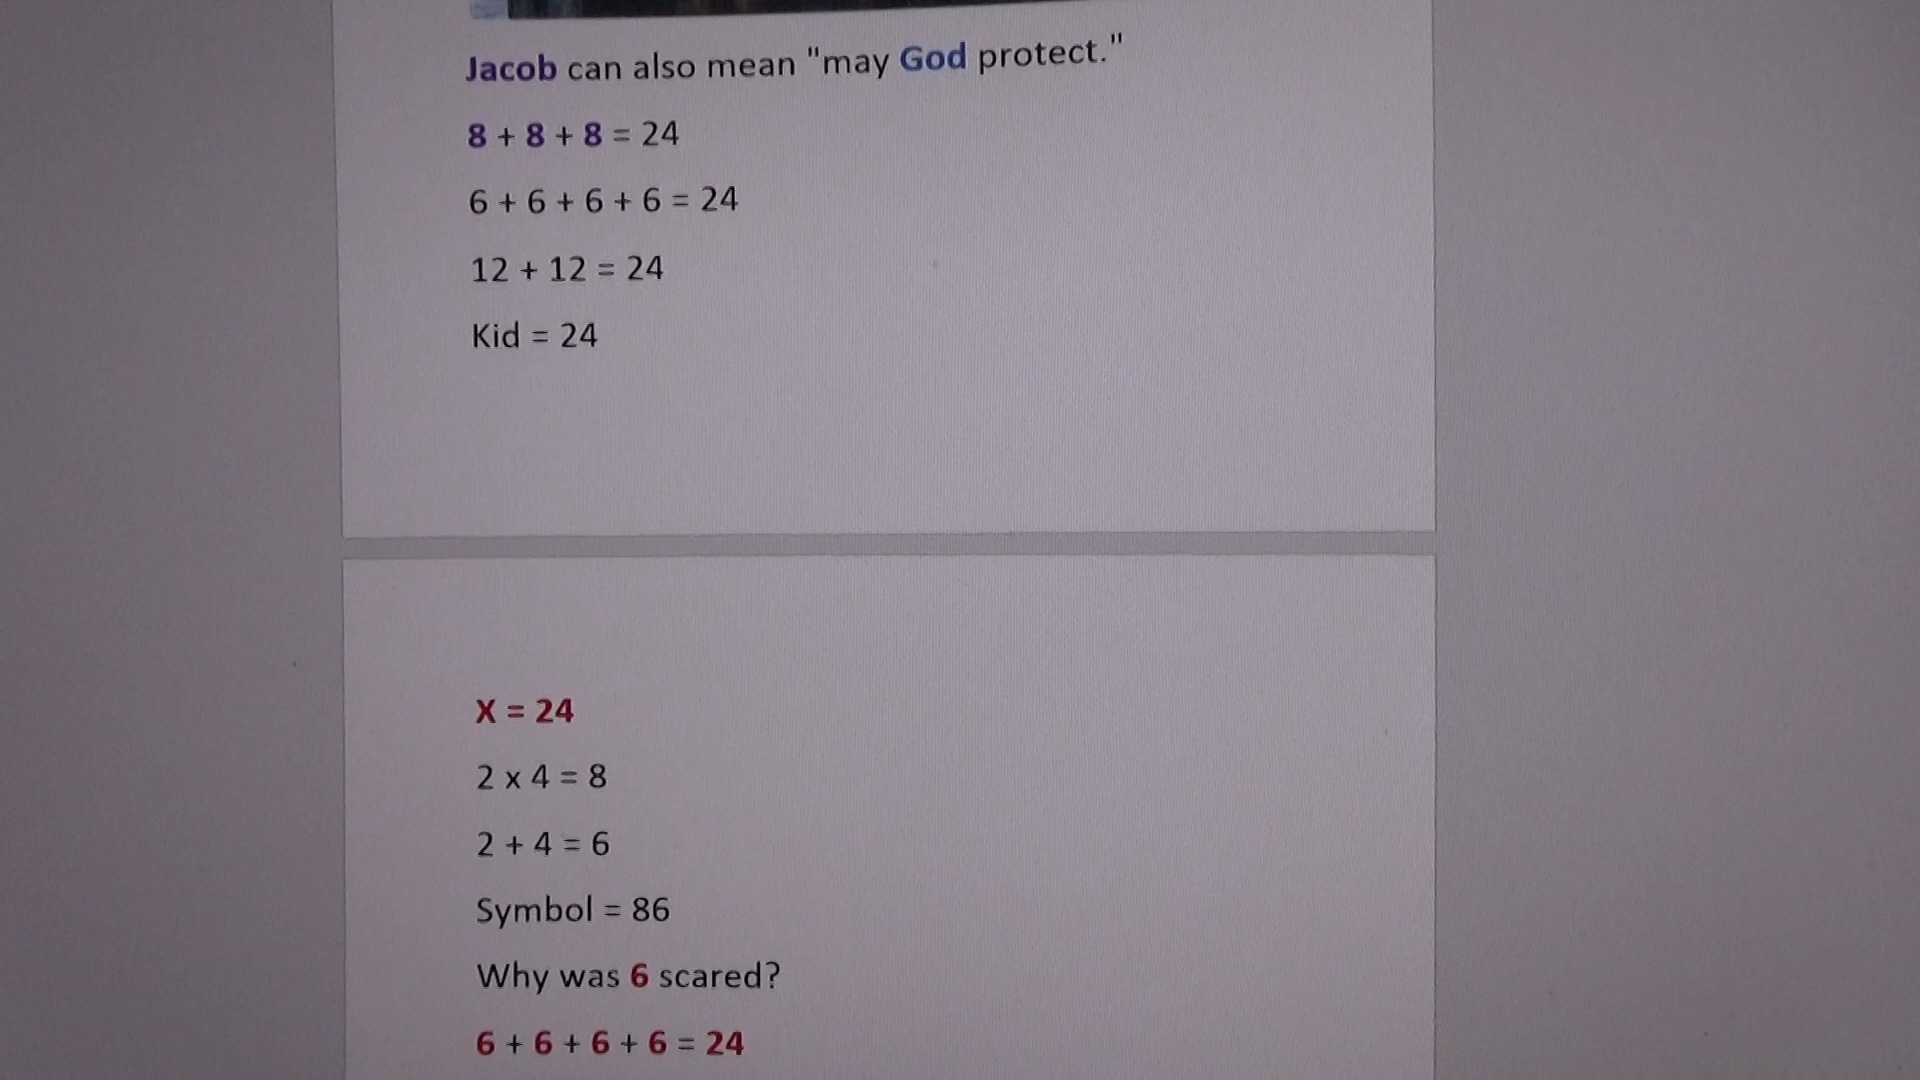 Jacob can also mean "may God protect."
8 + 8 + 8 = 24
6 + 6 + 6 + 6 = 24
12 + 12 = 24
Kid = 24
X = 24
2 x 4 = 8
2 + 4 = 6
Symbol = 86
Why was 6 scared?
6 + 6 + 6 + 6 = 24